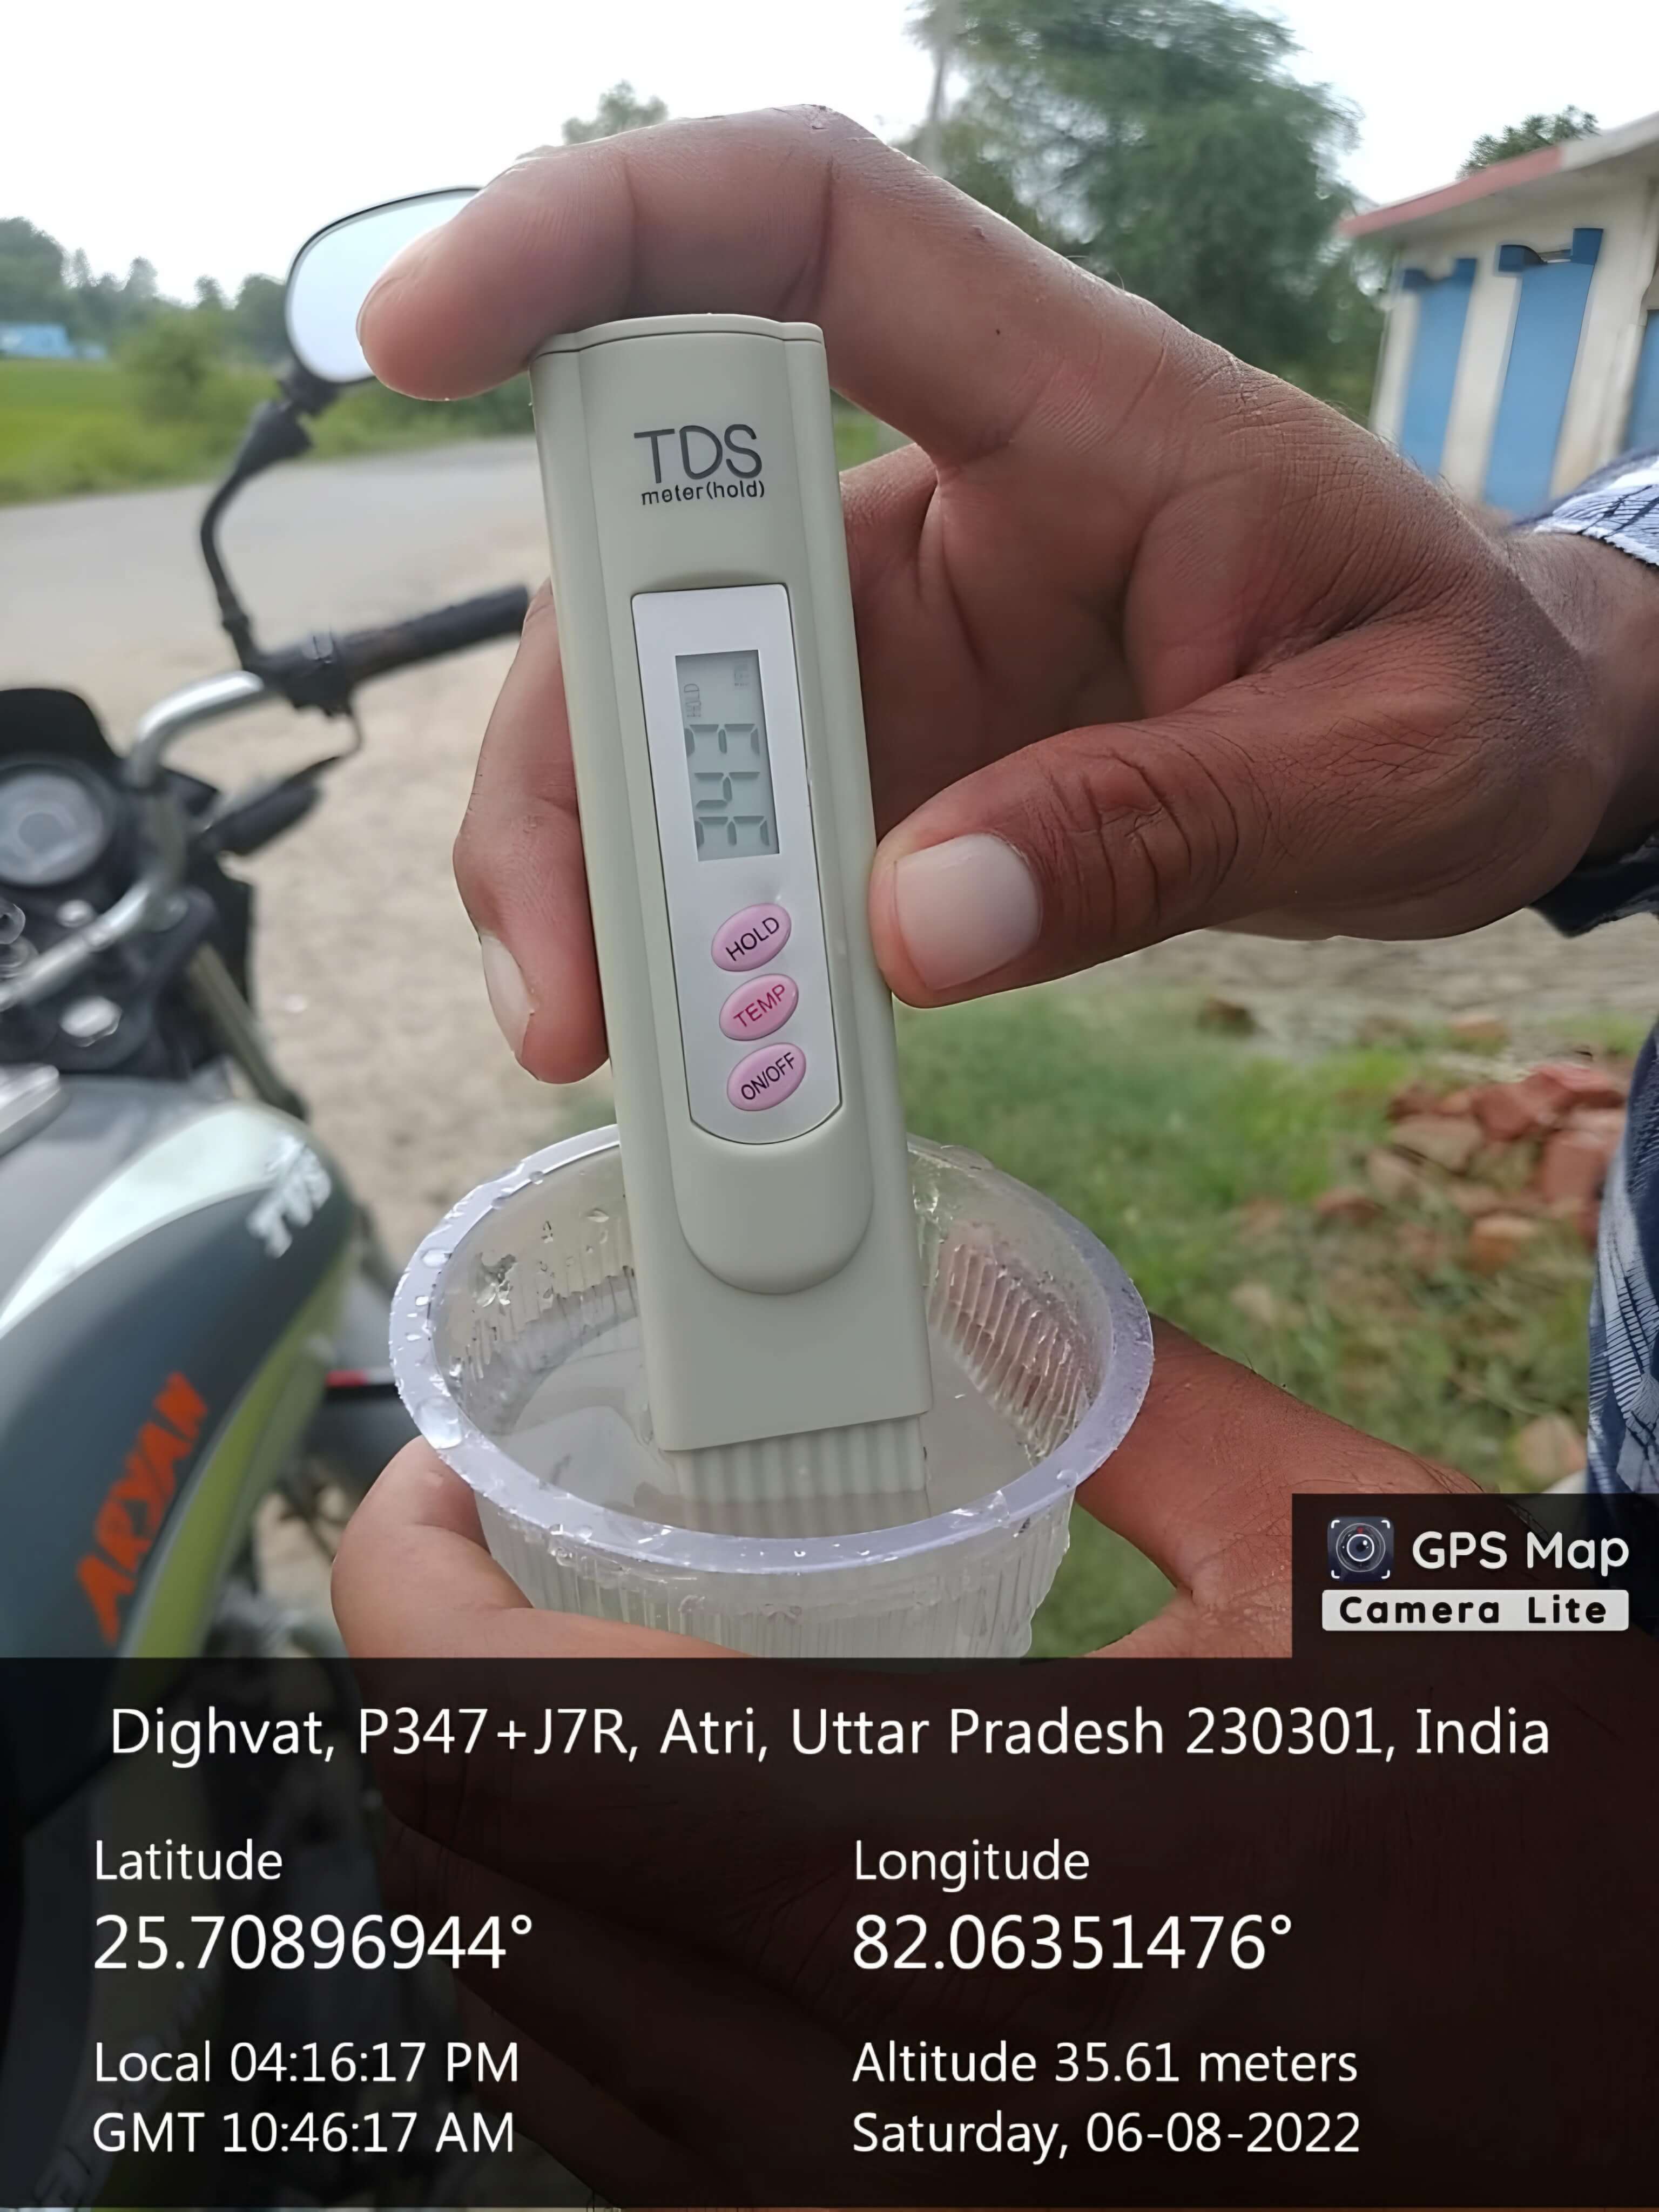 TDS
meter(hold)
HOLD
HOLD
TEMP
ON/OFF
TVS
ARYAN
GPS Map
Camera Lite
Dighvat, P347+J7R, Atri, Uttar Pradesh 230301, India
Latitude
25.70896944°
Longitude
82.06351476°
Local 04:16:17 PM
GMT 10:46:17 AM
Altitude 35.61 meters
Saturday, 06-08-2022